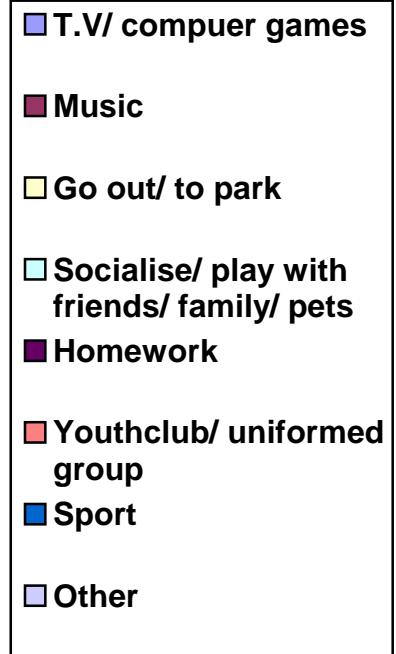 T.V/ compuer games
Music
Go out/ to park
Socialise/ play with
friends/ family/ pets
Homework
Youthclub/ uniformed
group
Sport
Other